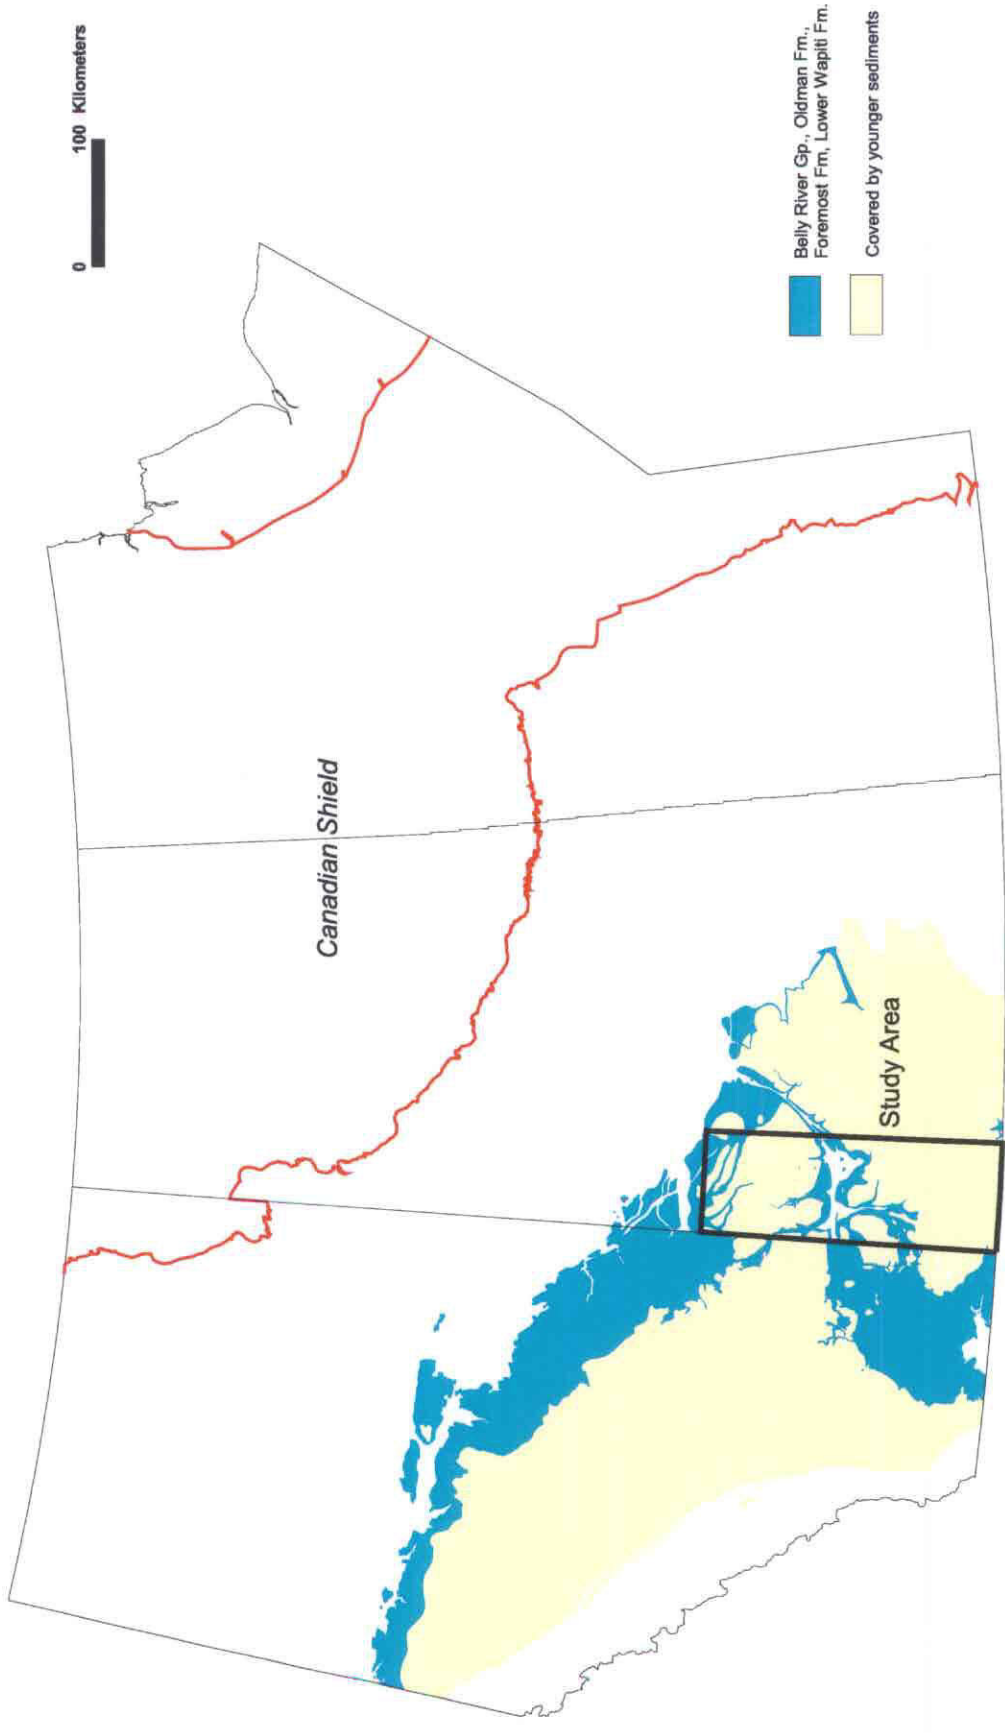 0 100 Kilometers
Canadian Shield
Study Area
Belly River Gp., Oldman Fm.,
Foremost Fm, Lower Wapiti Fm.
Covered by younger sediments